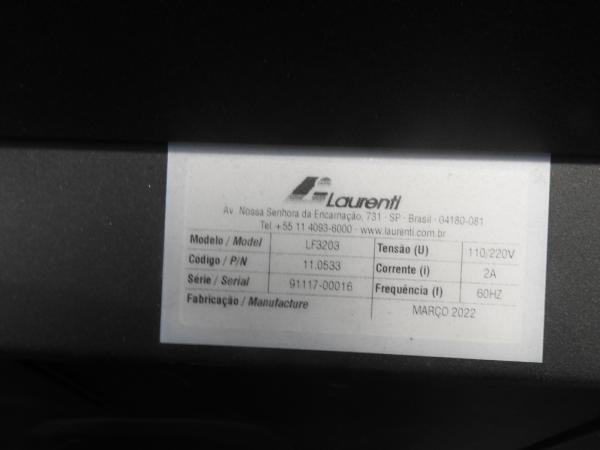 Laurenti
Av. Nossa Senhora da Encarnação, 731 - SP - Brasil - 04180-081
Tel +55 11 4093-6000 - www.laurenti.com.br
Modelo / Model LF3203 Tensão (U) 110/220V
Codigo / P/N 11.0533 Corrente (i) 2A
Série / Serial 91117-00016 Frequência (f) 60HZ
Fabricação / Manufacture MARÇO 2022